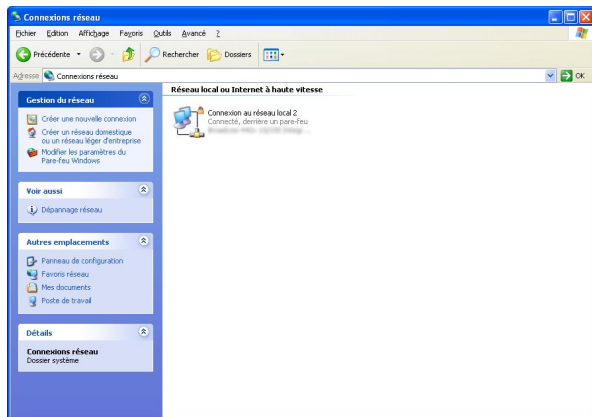 Connexions réseau
Fichier Edition Affichage Favoris Outils Avancé ?
Précédente Rechercher Dossiers
Adresse Connexions réseau OK
Gestion du réseau
Créer une nouvelle connexion
Créer un réseau domestique
ou un réseau léger d'entreprise
Modifier les paramètres du
Pare-feu Windows
Voir aussi
Dépannage réseau
Autres emplacements
Panneau de configuration
Favoris réseau
Mes documents
Poste de travail
Détails
Connexions réseau
Dossier système
Réseau local ou Internet à haute vitesse
Connexion au réseau local 2
Connecté, derrière un pare-feu